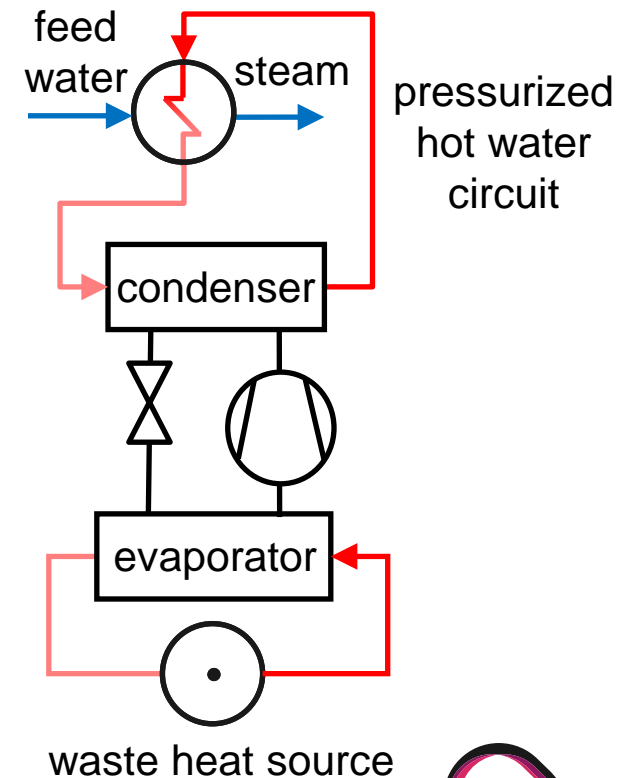 feed
water
steam
pressurized
hot water
circuit
condenser
evaporator
waste heat source